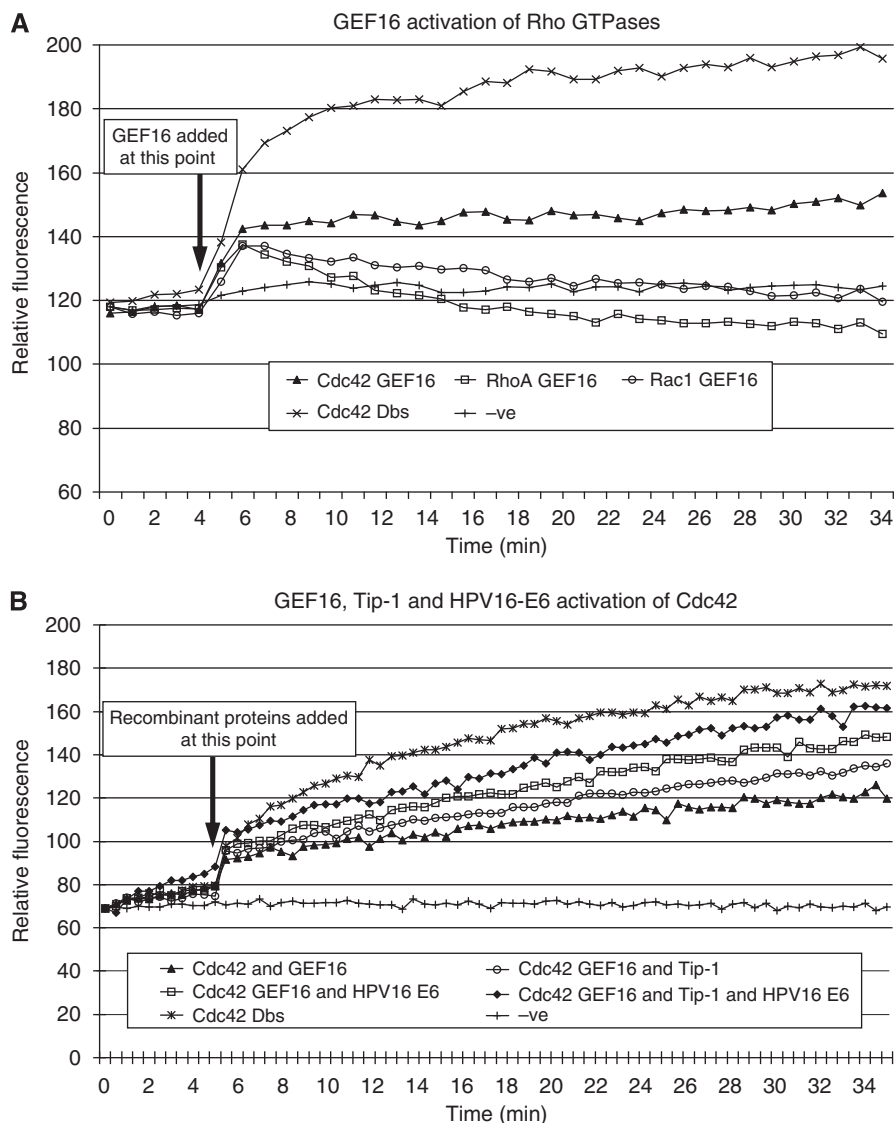 A
GEF16 activation of Rho GTPases
200
180
160
140
120
100
80
60
Relative fluorescence
GEF16 added
at this point
Cdc42 GEF16
RhoA GEF16
Rac1 GEF16
Cdc42 Dbs
–ve
0 2 4 6 8 10 12 14 16 18 20 22 24 26 28 30 32 34
Time (min)
B
GEF16, Tip-1 and HPV16-E6 activation of Cdc42
200
180
160
140
120
100
80
60
40
20
0
Relative fluorescence
Recombinant proteins added
at this point
Cdc42 and GEF16
Cdc42 GEF16 and Tip-1
Cdc42 GEF16 and HPV16 E6
Cdc42 GEF16 and Tip-1 and HPV16 E6
Cdc42 Dbs
–ve
0 2 4 6 8 10 12 14 16 18 20 22 24 26 28 30 32 34
Time (min)